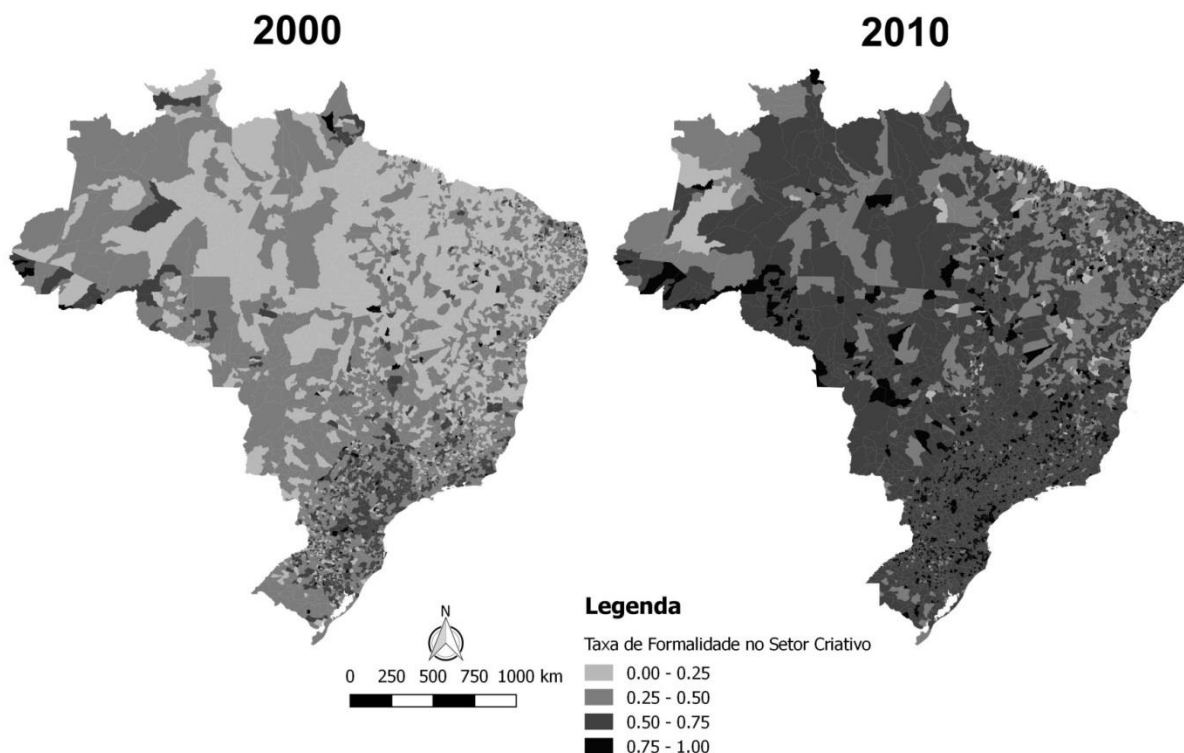 2000
2010
N
0 250 500 750 1000 km
Legenda
Taxa de Formalidade no Setor Criativo
0.00 - 0.25
0.25 - 0.50
0.50 - 0.75
0.75 - 1.00